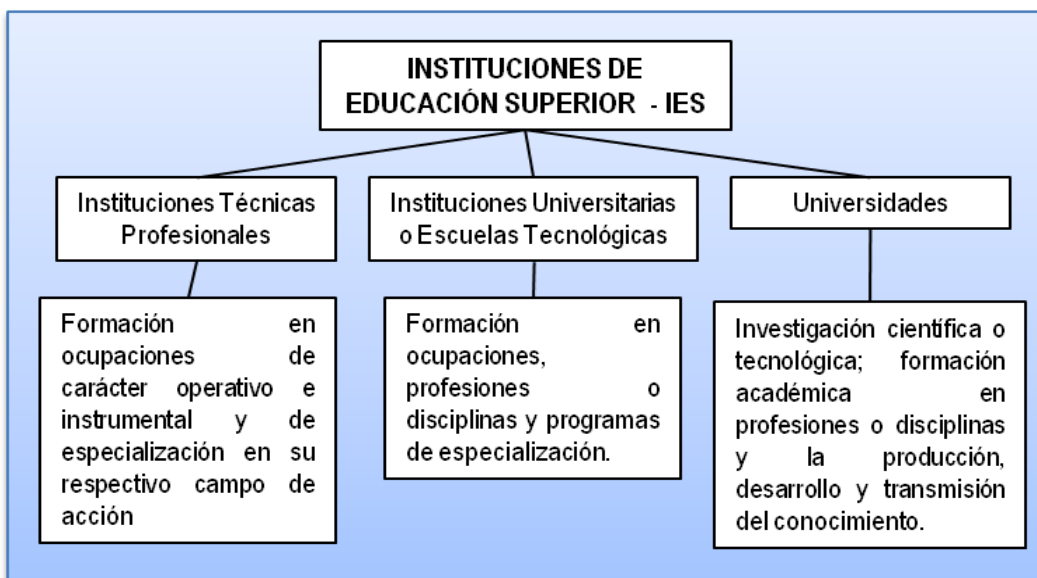 INSTITUCIONES DE
EDUCACIÓN SUPERIOR - IES
Instituciones Técnicas
Profesionales
Instituciones Universitarias
o Escuelas Tecnológicas
Universidades
Formación en
ocupaciones de
carácter operativo e
instrumental y de
especialización en su
respectivo campo de
acción
Formación en
ocupaciones,
profesiones o
disciplinas y programas
de especialización.
Investigación científica o
tecnológica; formación
académica en
profesiones o disciplinas
y la producción,
desarrollo y transmisión
del conocimiento.